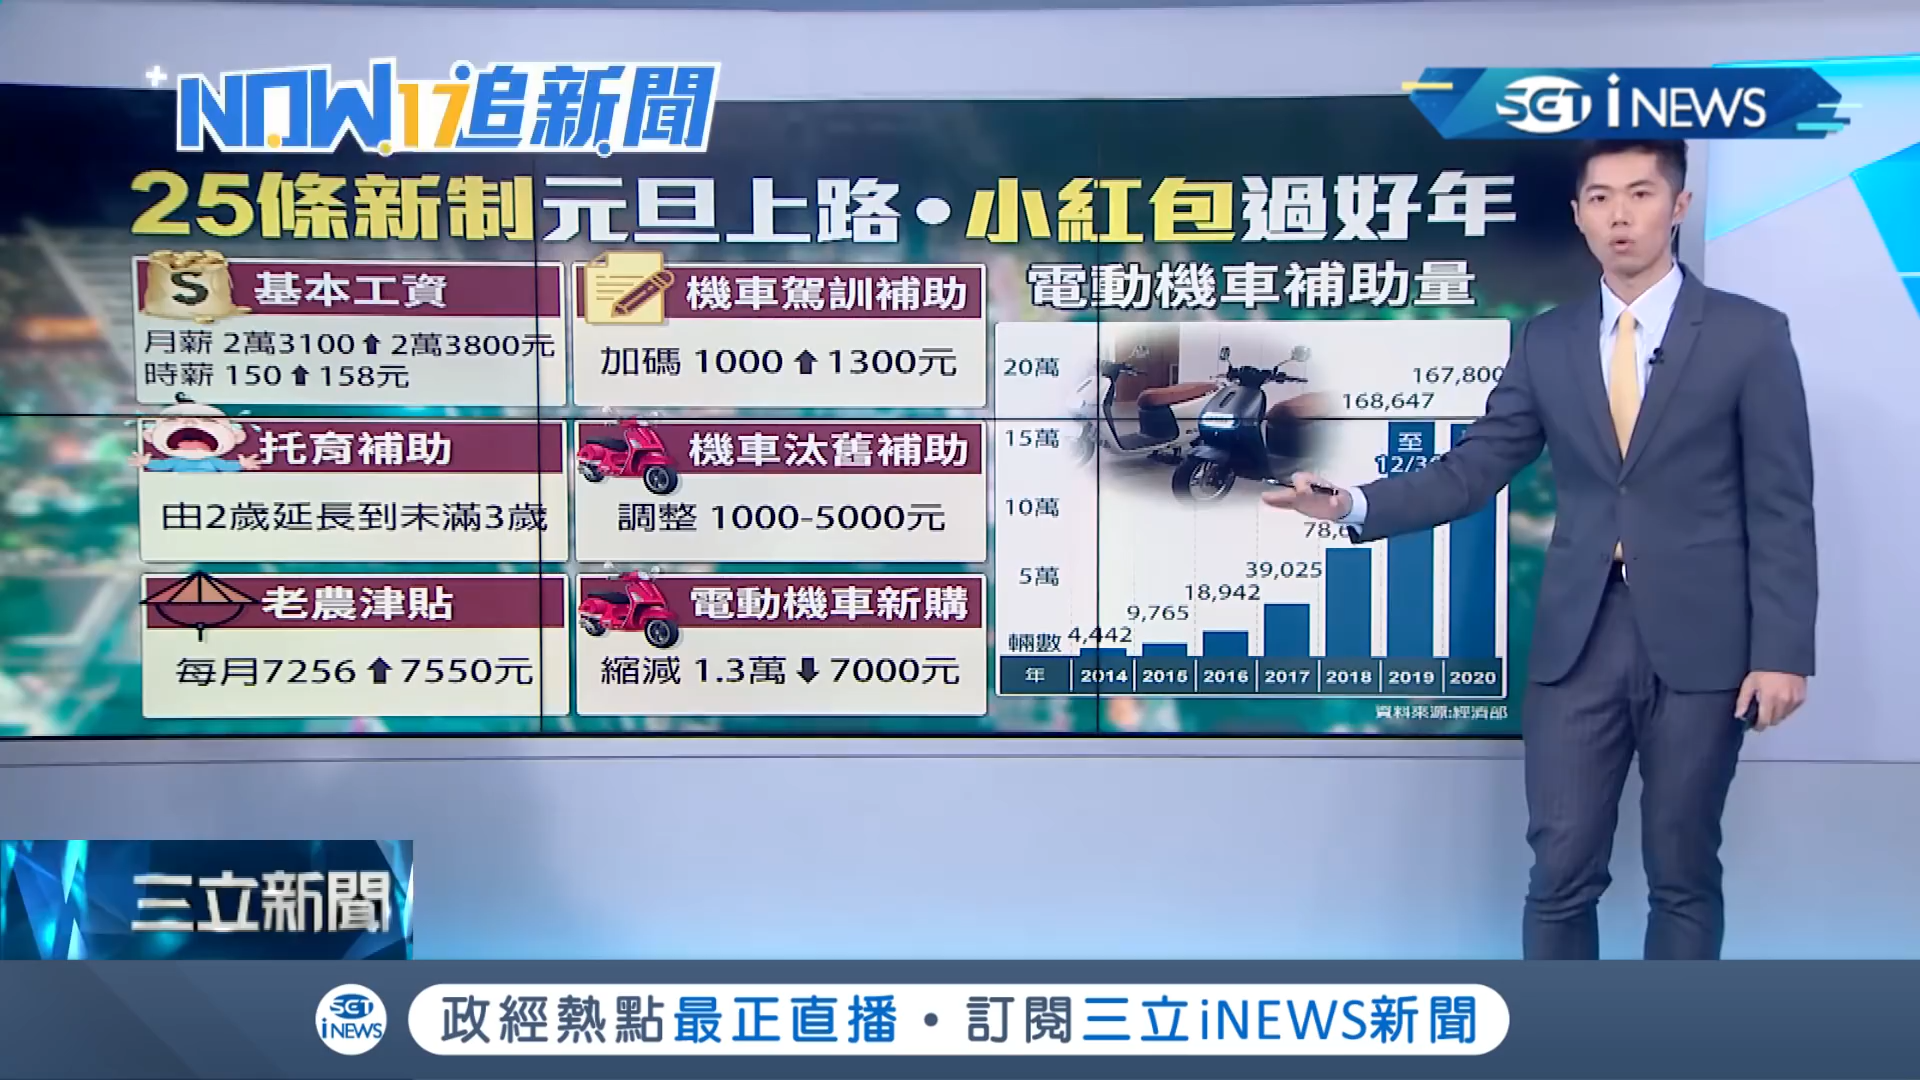 NOW.17追新聞
SET iNEWS
25條新制元旦上路・小紅包過好年
基本工資
月薪 2萬3100⬆2萬3800元
時薪 150⬆158元
機車駕訓補助
加碼 1000⬆1300元
托育補助
由2歲延長到未滿3歲
機車汰舊補助
調整 1000-5000元
老農津貼
每月7256⬆7550元
電動機車新購
縮減 1.3萬⬇7000元
電動機車補助量
20萬
15萬
10萬
5萬
輛數
4,442
9,765
18,942
39,025
168,647
167,800
至
年 2014 2015 2016 2017 2018 2019 2020
資料來源:經濟部
三立新聞
SET iNEWS
政經熱點最正直播・訂閱三立iNEWS新聞